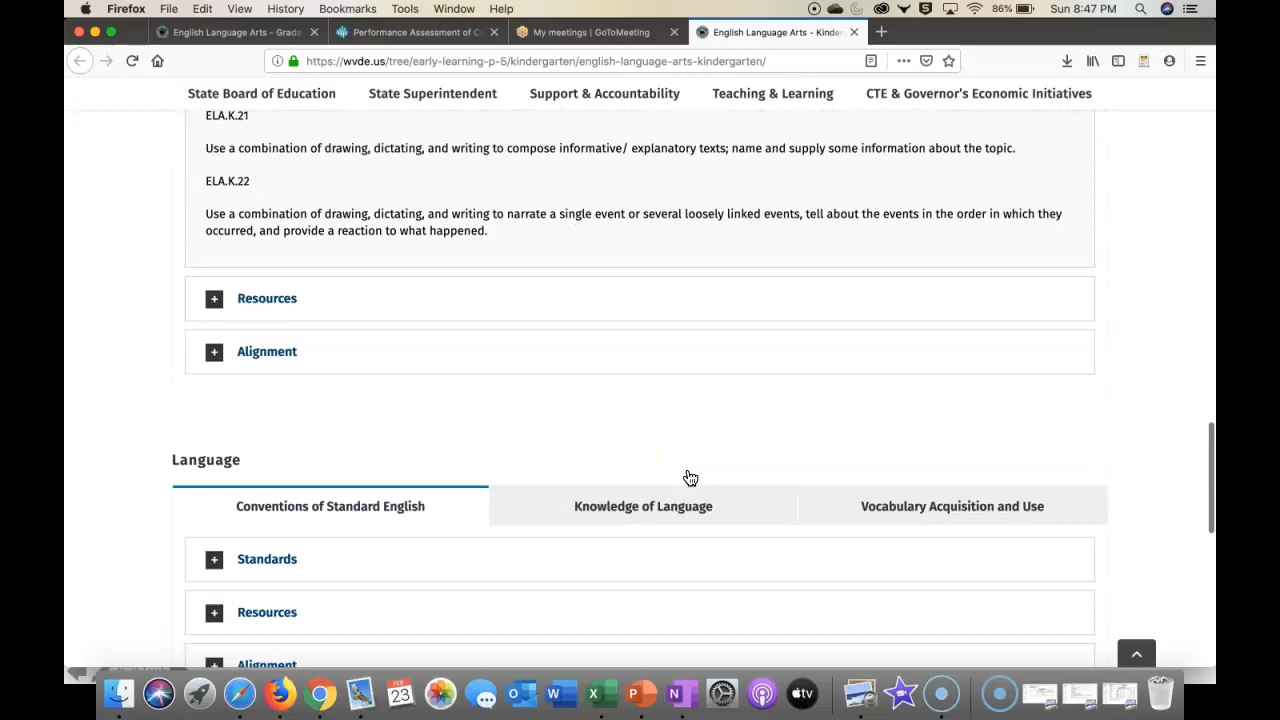 Firefox File Edit View History Bookmarks Tools Window Help 86% Sun 8:47 PM
English Language Arts - Grade
Performance Assessment of C
My meetings | GoToMeeting
English Language Arts - Kinder
https://wvde.us/tree/early-learning-p-5/kindergarten/english-language-arts-kindergarten/
State Board of Education State Superintendent Support & Accountability Teaching & Learning CTE & Governor's Economic Initiatives
ELA.K.21
Use a combination of drawing, dictating, and writing to compose informative/ explanatory texts; name and supply some information about the topic.
ELA.K.22
Use a combination of drawing, dictating, and writing to narrate a single event or several loosely linked events, tell about the events in the order in which they
occurred, and provide a reaction to what happened.
Resources
Alignment
Language
Conventions of Standard English Knowledge of Language Vocabulary Acquisition and Use
Standards
Resources
Alignment
FEB
23
tv